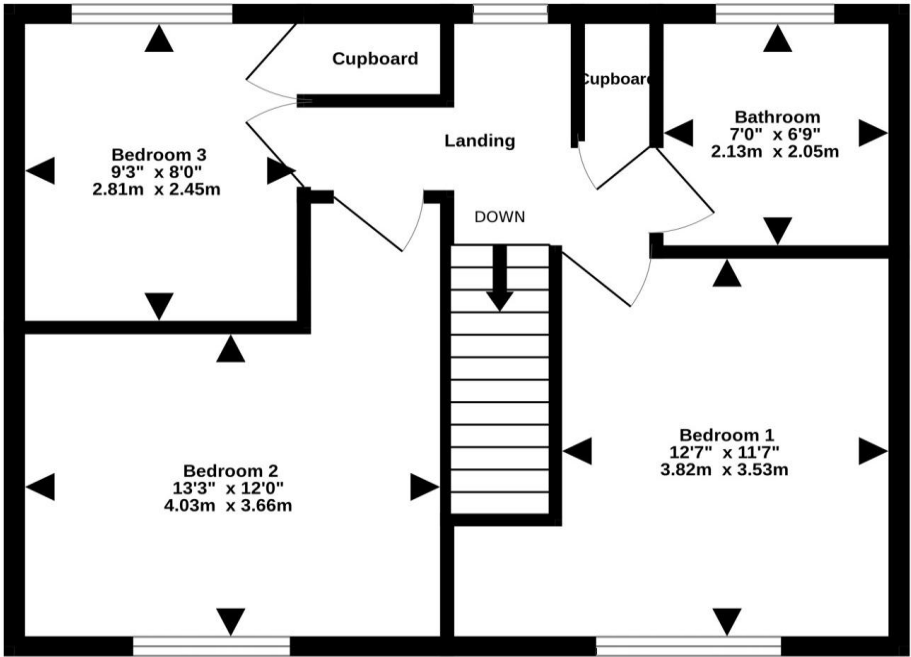 Cupboard
Cupboard
Bathroom
7'0" x 6'9"
2.13m x 2.05m
Landing
Bedroom 3
9'3" x 8'0"
2.81m x 2.45m
DOWN
Bedroom 1
12'7" x 11'7"
3.82m x 3.53m
Bedroom 2
13'3" x 12'0"
4.03m x 3.66m